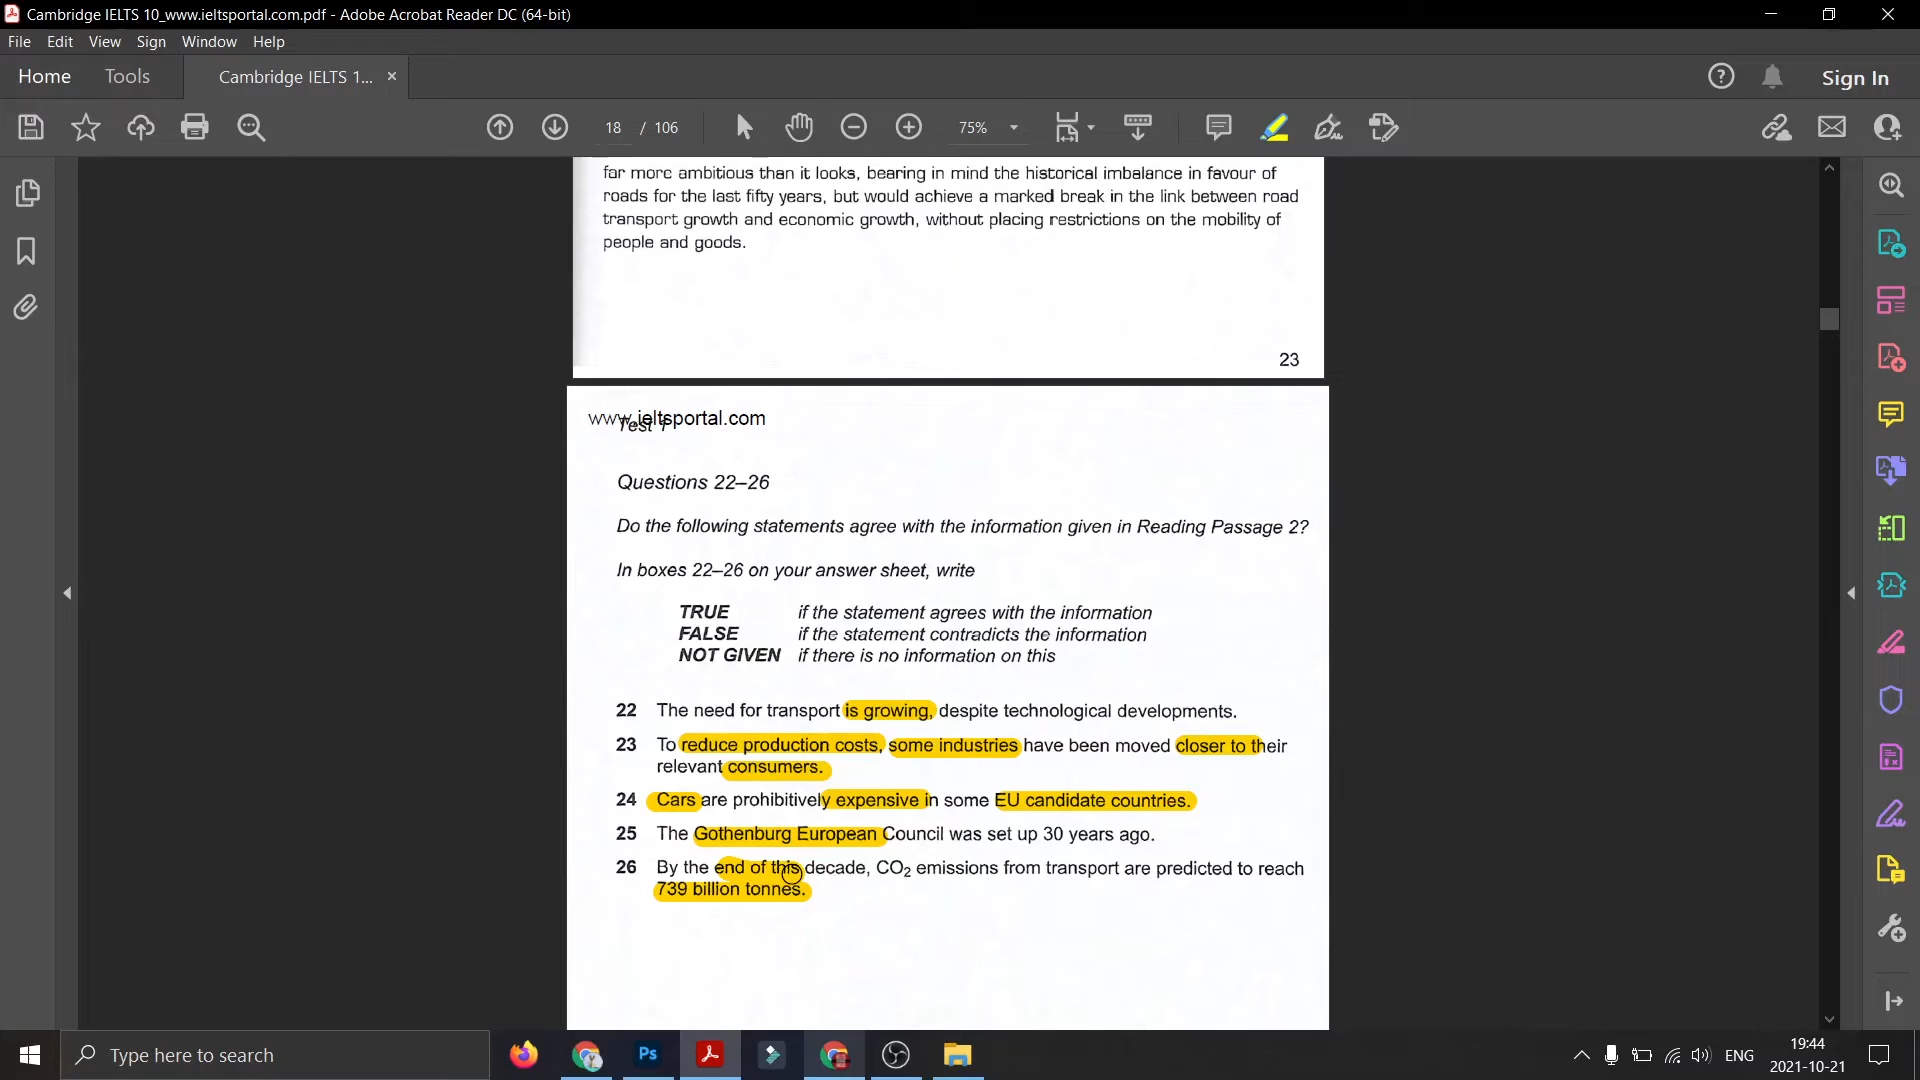 Cambridge IELTS 10_www.ieltsportal.com.pdf - Adobe Acrobat Reader DC (64-bit)
File Edit View Sign Window Help
Home Tools Cambridge IELTS 1... × Sign In
18 / 106 75%
far more ambitious than it looks, bearing in mind the historical imbalance in favour of
roads for the last fifty years, but would achieve a marked break in the link between road
transport growth and economic growth, without placing restrictions on the mobility of
people and goods.
23
www.ieltsportal.com
Test 1
Questions 22–26
Do the following statements agree with the information given in Reading Passage 2?
In boxes 22–26 on your answer sheet, write
TRUE if the statement agrees with the information
FALSE if the statement contradicts the information
NOT GIVEN if there is no information on this
22 The need for transport is growing, despite technological developments.
23 To reduce production costs, some industries have been moved closer to their
relevant consumers.
24 Cars are prohibitively expensive in some EU candidate countries.
25 The Gothenburg European Council was set up 30 years ago.
26 By the end of this decade, CO2 emissions from transport are predicted to reach
739 billion tonnes.
Type here to search
Ps
ENG
19:44
2021-10-21